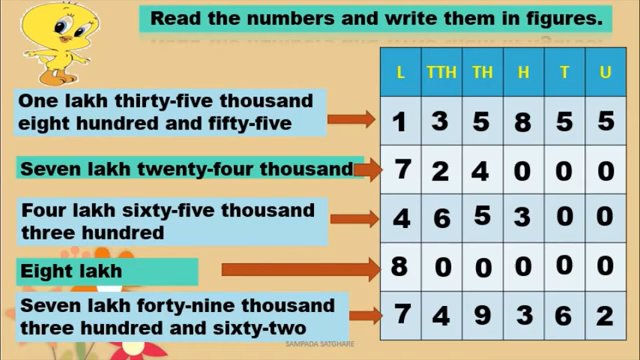 Read the numbers and write them in figures.
L TTH TH H T U
One lakh thirty-five thousand
eight hundred and fifty-five
1 3 5 8 5 5
Seven lakh twenty-four thousand
7 2 4 0 0 0
Four lakh sixty-five thousand
three hundred
4 6 5 3 0 0
Eight lakh
8 0 0 0 0 0
Seven lakh forty-nine thousand
three hundred and sixty-two
7 4 9 3 6 2
SAMPADA SATGHARE